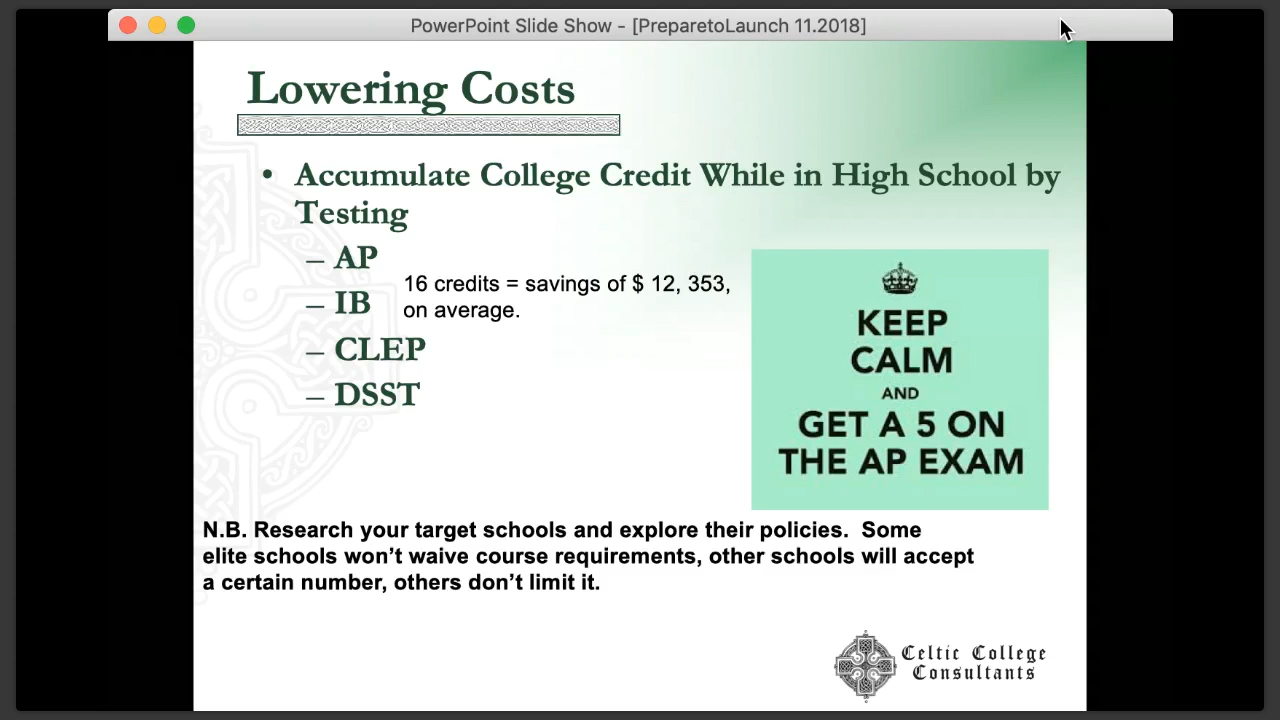 PowerPoint Slide Show - [PreparetoLaunch 11.2018]
Lowering Costs
• Accumulate College Credit While in High School by
Testing
– AP
– IB
– CLEP
– DSST
16 credits = savings of $ 12, 353,
on average.
KEEP
CALM
AND
GET A 5 ON
THE AP EXAM
N.B. Research your target schools and explore their policies.  Some
elite schools won’t waive course requirements, other schools will accept
a certain number, others don’t limit it.
Celtic College
Consultants